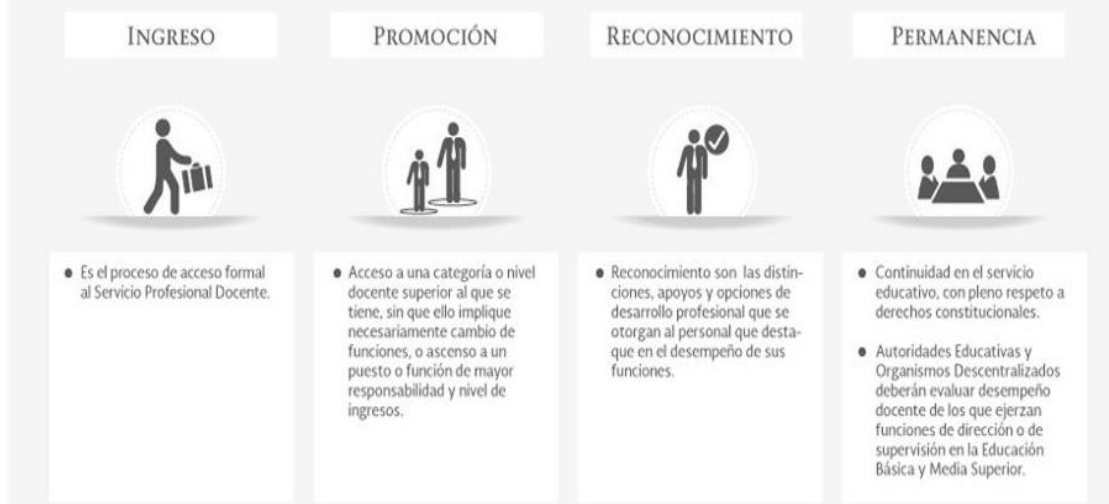 INGRESO
PROMOCIÓN
RECONOCIMIENTO
PERMANENCIA
● Es el proceso de acceso formal
al Servicio Profesional Docente.
● Acceso a una categoría o nivel
docente superior al que se
tiene, sin que ello implique
necesariamente cambio de
funciones, o ascenso a un
puesto o función de mayor
responsabilidad y nivel de
ingresos.
● Reconocimiento son las distin-
ciones, apoyos y opciones de
desarrollo profesional que se
otorgan al personal que desta-
que en el desempeño de sus
funciones.
● Continuidad en el servicio
educativo, con pleno respeto a
derechos constitucionales.
● Autoridades Educativas y
Organismos Descentralizados
deberán evaluar desempeño
docente de los que ejerzan
funciones de dirección o de
supervisión en la Educación
Básica y Media Superior.